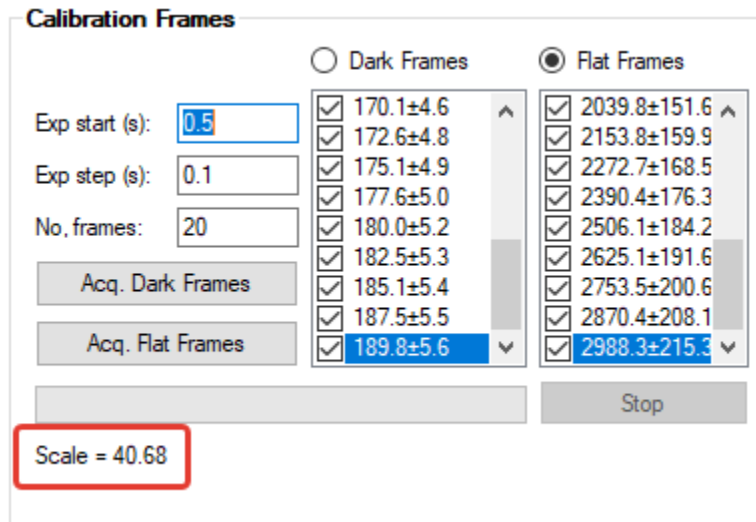 Calibration Frames
Dark Frames
Flat Frames
Exp start (s):
0.5
Exp step (s):
0.1
No, frames:
20
Acq. Dark Frames
Acq. Flat Frames
170.1±4.6
172.6±4.8
175.1±4.9
177.6±5.0
180.0±5.2
182.5±5.3
185.1±5.4
187.5±5.5
189.8±5.6
2039.8±151.6
2153.8±159.9
2272.7±168.5
2390.4±176.3
2506.1±184.2
2625.1±191.6
2753.5±200.6
2870.4±208.1
2988.3±215.3
Stop
Scale = 40.68